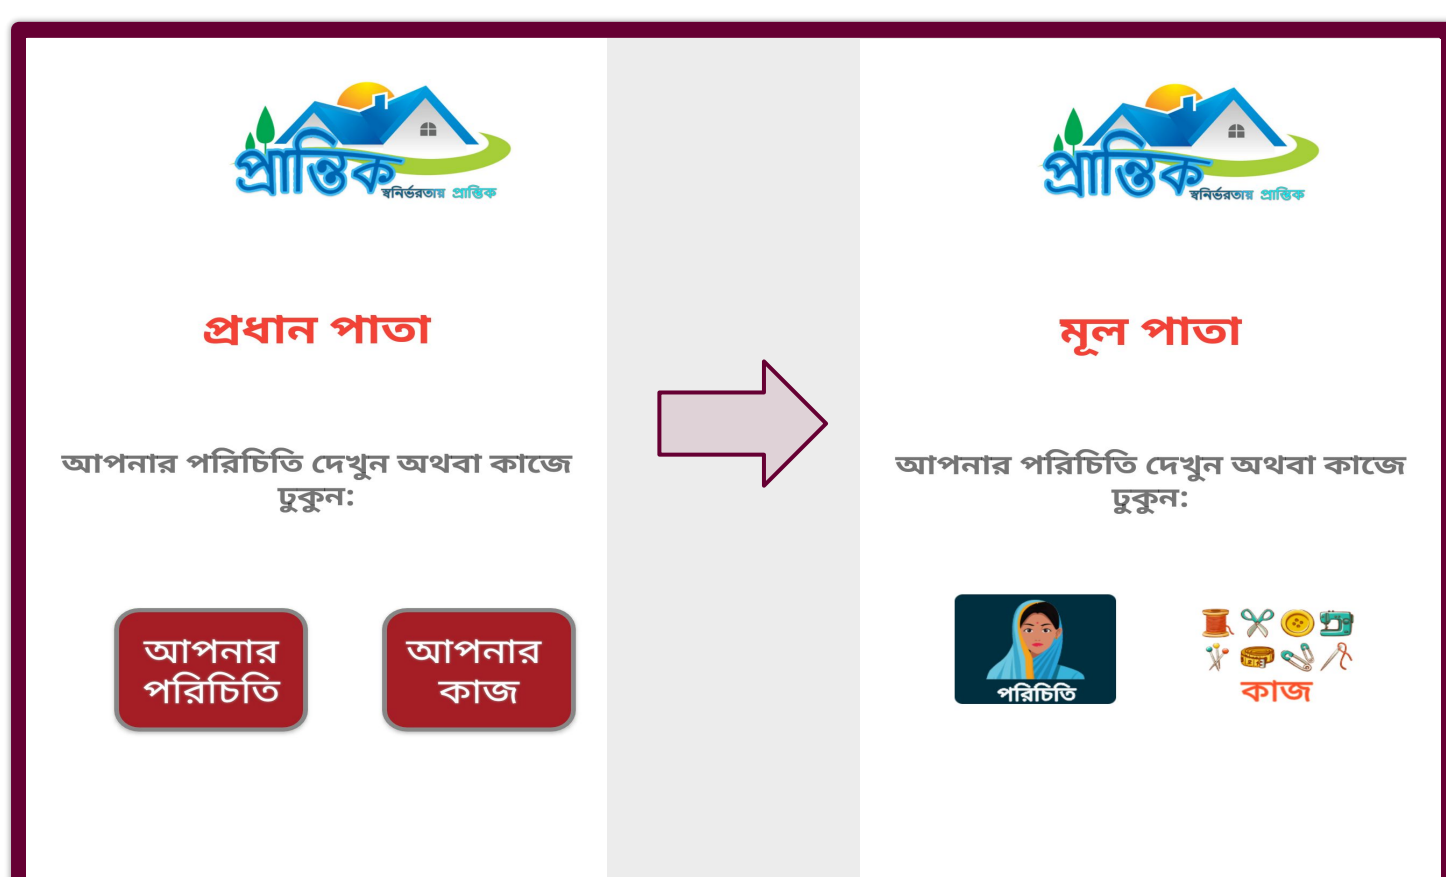 প্রান্তিক
স্বনির্ভরতায় প্রান্তিক
প্রধান পাতা
আপনার পরিচিতি দেখুন অথবা কাজে
ঢুকুন:
আপনার
পরিচিতি
আপনার
কাজ
প্রান্তিক
স্বনির্ভরতায় প্রান্তিক
মূল পাতা
আপনার পরিচিতি দেখুন অথবা কাজে
ঢুকুন:
পরিচিতি
কাজ